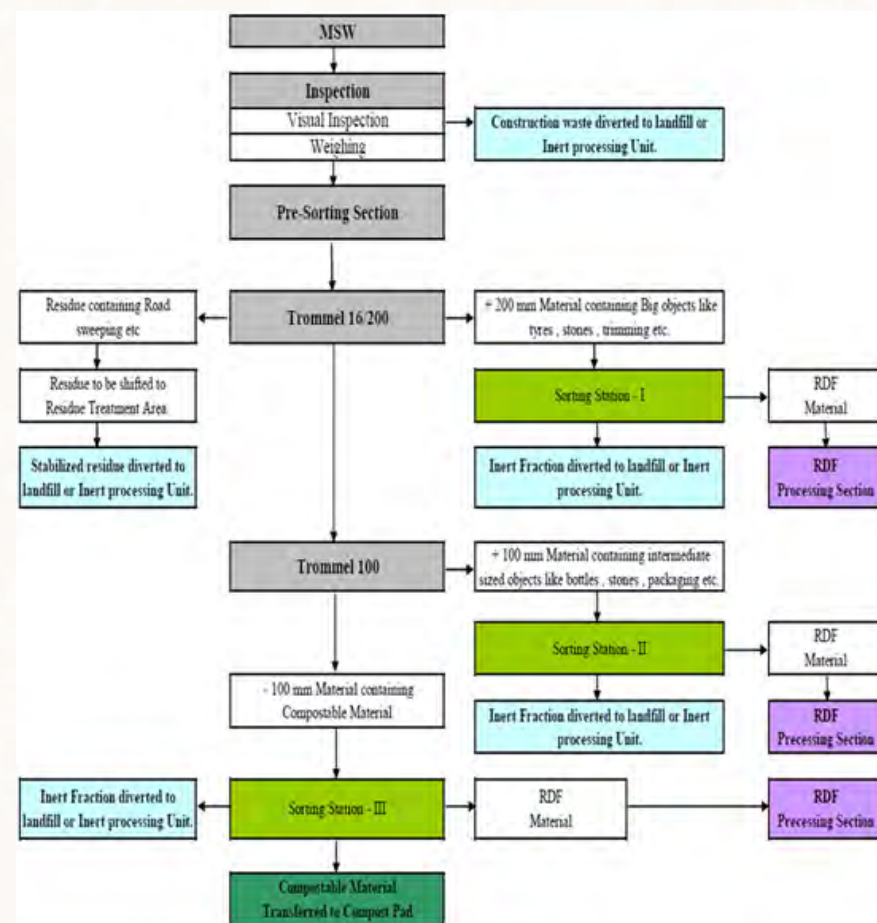 MSW
Inspection
Visual Inspection
Weighing
Construction waste diverted to landfill or
Inert processing Unit.
Pre-Sorting Section
Residue containing Road
sweeping etc
Trommel 16/200
+ 200 mm Material containing Big objects like
tyres , stones , trimming etc.
Residue to be shifted to
Residue Treatment Area
Sorting Station - I
RDF
Material
Stabilized residue diverted to
landfill or Inert processing Unit.
Inert Fraction diverted to landfill or Inert
processing Unit.
RDF
Processing Section
Trommel 100
+ 100 mm Material containing intermediate
sized objects like bottles , stones , packaging etc.
Sorting Station - II
RDF
Material
- 100 mm Material containing
Compostable Material
Inert Fraction diverted to landfill or Inert
processing Unit.
RDF
Precessing Section
Inert Fraction diverted to
landfill or Inert processing Unit.
Sorting Station - III
RDF
Material
RDF
Precessing Section
Compostable Material
Transferred to Compost Pad